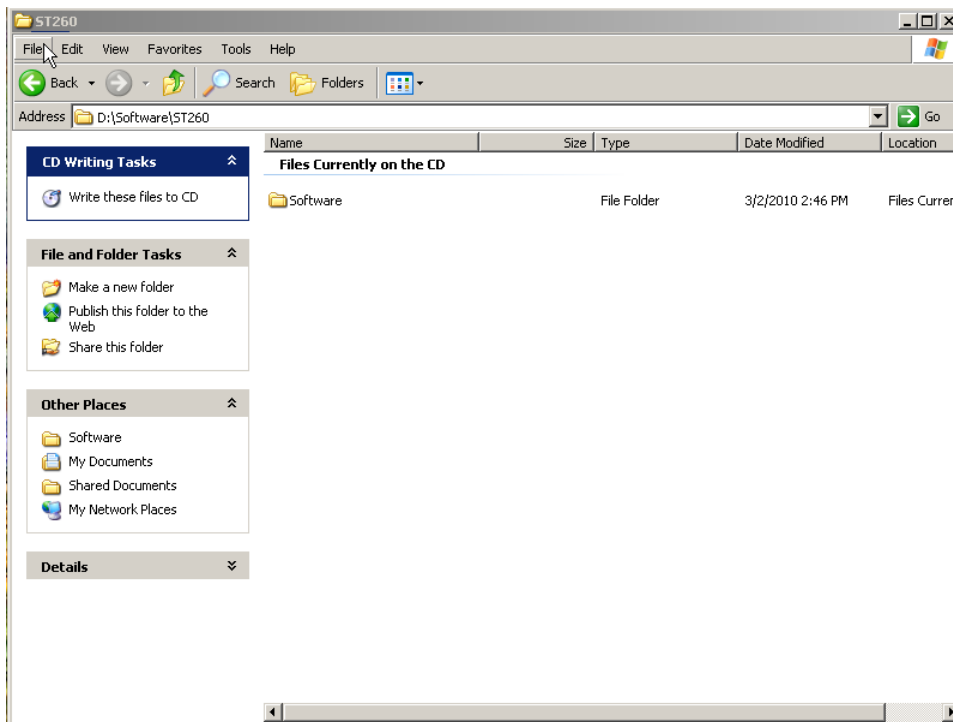 ST260
File Edit View Favorites Tools Help
Back Search Folders
Address D:\Software\ST260 Go
Name Size Type Date Modified Location
Files Currently on the CD
Software File Folder 3/2/2010 2:46 PM Files Curren
CD Writing Tasks
Write these files to CD
File and Folder Tasks
Make a new folder
Publish this folder to the
Web
Share this folder
Other Places
Software
My Documents
Shared Documents
My Network Places
Details